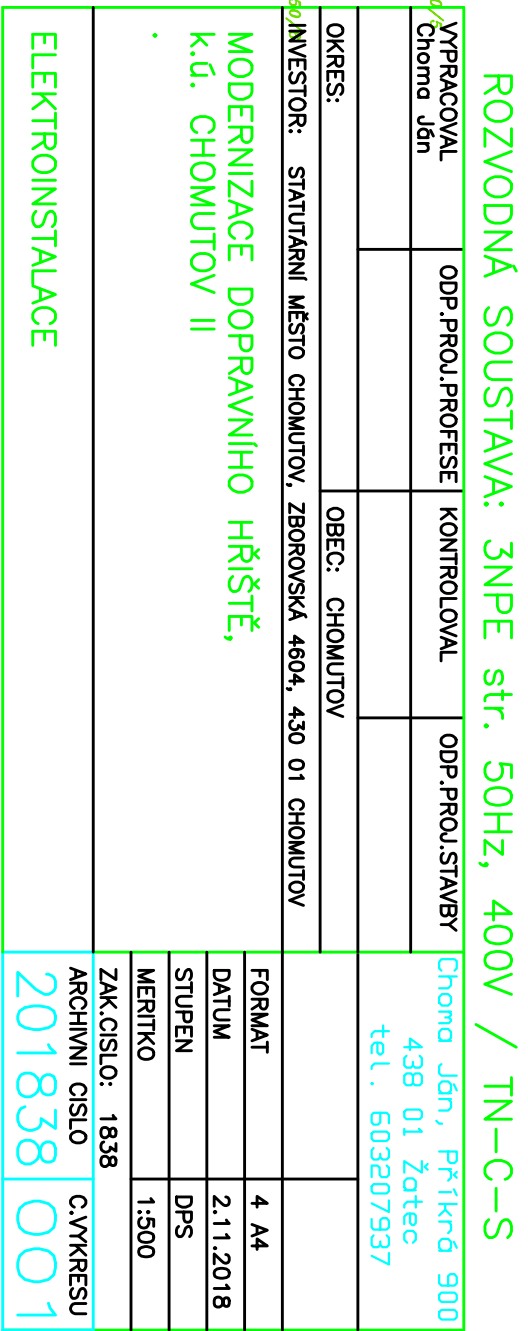 ROZVODNÁ SOUSTAVA: 3NPE str. 50Hz, 400V / TN-C-S
VYPRACOVAL ODP.PROJ.PROFESE KONTROLOVAL ODP.PROJ.STAVBY
Choma Ján
Choma Ján, Příkrá 900
438 01 Žatec
tel. 603207937
OKRES: OBEC: CHOMUTOV
INVESTOR: STATUTÁRNÍ MĚSTO CHOMUTOV, ZBOROVSKÁ 4604, 430 01 CHOMUTOV
MODERNIZACE DOPRAVNÍHO HŘIŠTĚ,
k.ú. CHOMUTOV II
.
ELEKTROINSTALACE
FORMAT 4 A4
DATUM 2.11.2018
STUPEN DPS
MERITKO 1:500
ZAK.CISLO: 1838
ARCHIVNI CISLO C.VYKRESU
201838 001